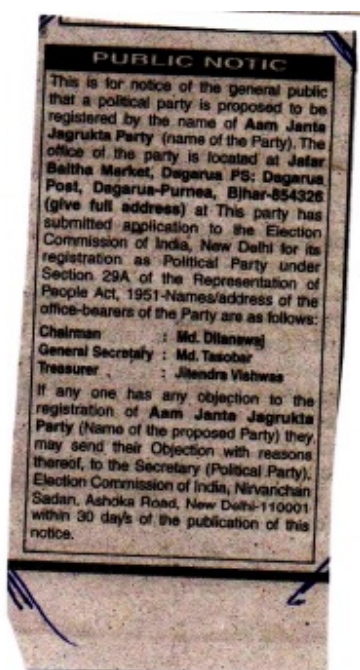 PUBLIC NOTIC
This is for notice of the general public
that a political party is proposed to be
registered by the name of Aam Janta
Jagrukta Party (name of the Party). The
office of the party is located at Jafar
Baitha Market, Dagarua PS: Dagarua
Post, Dagarua-Purnea, Bihar-854326
(give full address) at This party has
submitted application to the Election
Commission of India, New Delhi for its
registration as Political Party under
Section 29A of the Representation of
People Act, 1951-Names/address of the
office-bearers of the Party are as follows:
Chairman : Md. Dilanawaj
General Secretaty : Md. Tasobar
Treasurer : Jitendra Vishwas
If any one has any objection to the
registration of Aam Janta Jagrukta
Party (Name of the proposed Party) they
may send their Objection with reasons
thereof, to the Secretary (Political Party),
Election Commission of India, Nirvanchan
Sadan, Ashoka Road, New Delhi-110001
within 30 day's of the publication of this
notice.